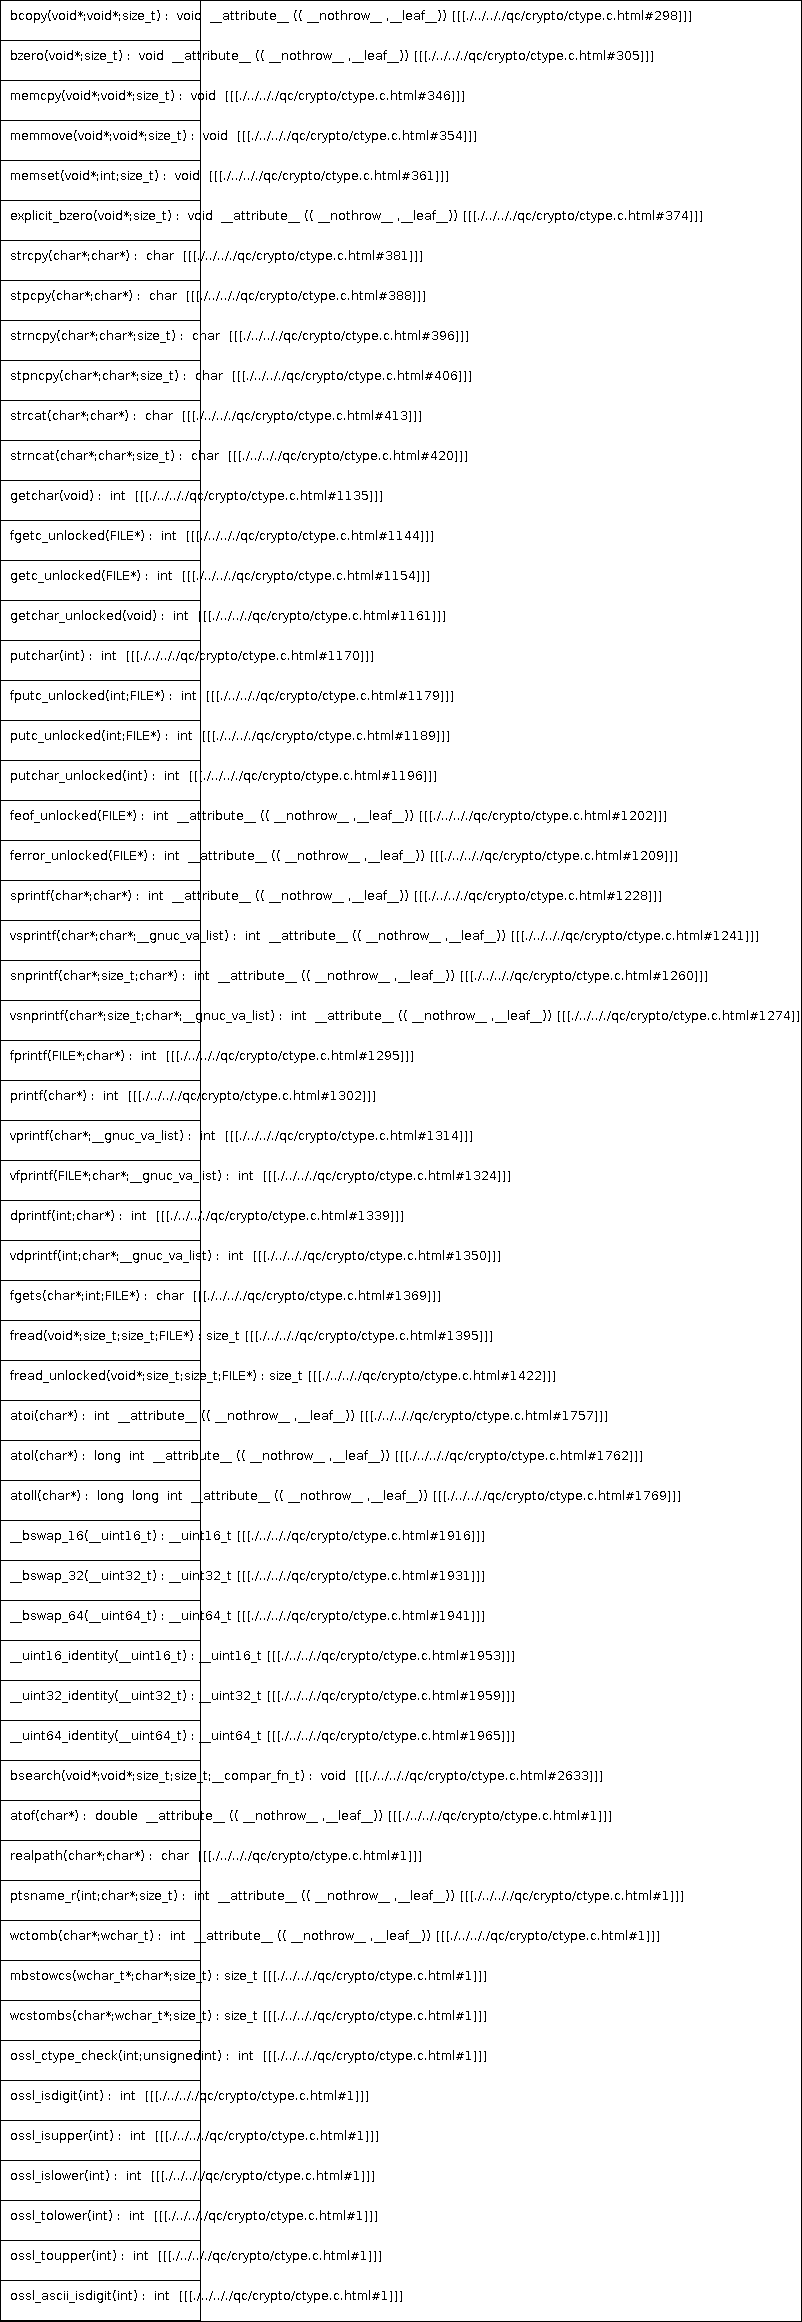 bcopy(void*;void*;size_t) : void __attribute__ (( __nothrow__ ,__leaf__)) [[[./../../../qc/crypto/ctype.c.html#298]]]
bzero(void*;size_t) : void __attribute__ (( __nothrow__ ,__leaf__)) [[[./../../../qc/crypto/ctype.c.html#305]]]
memcpy(void*;void*;size_t) : void [[[./../../../qc/crypto/ctype.c.html#346]]]
memmove(void*;void*;size_t) : void [[[./../../../qc/crypto/ctype.c.html#354]]]
memset(void*;int;size_t) : void [[[./../../../qc/crypto/ctype.c.html#361]]]
explicit_bzero(void*;size_t) : void __attribute__ (( __nothrow__ ,__leaf__)) [[[./../../../qc/crypto/ctype.c.html#374]]]
strcpy(char*;char*) : char [[[./../../../qc/crypto/ctype.c.html#381]]]
stpcpy(char*;char*) : char [[[./../../../qc/crypto/ctype.c.html#388]]]
strncpy(char*;char*;size_t) : char [[[./../../../qc/crypto/ctype.c.html#396]]]
stpncpy(char*;char*;size_t) : char [[[./../../../qc/crypto/ctype.c.html#406]]]
strcat(char*;char*) : char [[[./../../../qc/crypto/ctype.c.html#413]]]
strncat(char*;char*;size_t) : char [[[./../../../qc/crypto/ctype.c.html#420]]]
getchar(void) : int [[[./../../../qc/crypto/ctype.c.html#1135]]]
fgetc_unlocked(FILE*) : int [[[./../../../qc/crypto/ctype.c.html#1144]]]
getc_unlocked(FILE*) : int [[[./../../../qc/crypto/ctype.c.html#1154]]]
getchar_unlocked(void) : int [[[./../../../qc/crypto/ctype.c.html#1161]]]
putchar(int) : int [[[./../../../qc/crypto/ctype.c.html#1170]]]
fputc_unlocked(int;FILE*) : int [[[./../../../qc/crypto/ctype.c.html#1179]]]
putc_unlocked(int;FILE*) : int [[[./../../../qc/crypto/ctype.c.html#1189]]]
putchar_unlocked(int) : int [[[./../../../qc/crypto/ctype.c.html#1196]]]
feof_unlocked(FILE*) : int __attribute__ (( __nothrow__ ,__leaf__)) [[[./../../../qc/crypto/ctype.c.html#1202]]]
ferror_unlocked(FILE*) : int __attribute__ (( __nothrow__ ,__leaf__)) [[[./../../../qc/crypto/ctype.c.html#1209]]]
sprintf(char*;char*) : int __attribute__ (( __nothrow__ ,__leaf__)) [[[./../../../qc/crypto/ctype.c.html#1228]]]
vsprintf(char*;char*;__gnuc_va_list) : int __attribute__ (( __nothrow__ ,__leaf__)) [[[./../../../qc/crypto/ctype.c.html#1241]]]
snprintf(char*;size_t;char*) : int __attribute__ (( __nothrow__ ,__leaf__)) [[[./../../../qc/crypto/ctype.c.html#1260]]]
vsnprintf(char*;size_t;char*;__gnuc_va_list) : int __attribute__ (( __nothrow__ ,__leaf__)) [[[./../../../qc/crypto/ctype.c.html#1274]]
fprintf(FILE*;char*) : int [[[./../../../qc/crypto/ctype.c.html#1295]]]
printf(char*) : int [[[./../../../qc/crypto/ctype.c.html#1302]]]
vprintf(char*;__gnuc_va_list) : int [[[./../../../qc/crypto/ctype.c.html#1314]]]
vfprintf(FILE*;char*;__gnuc_va_list) : int [[[./../../../qc/crypto/ctype.c.html#1324]]]
dprintf(int;char*) : int [[[./../../../qc/crypto/ctype.c.html#1339]]]
vdprintf(int;char*;__gnuc_va_list) : int [[[./../../../qc/crypto/ctype.c.html#1350]]]
fgets(char*;int;FILE*) : char [[[./../../../qc/crypto/ctype.c.html#1369]]]
fread(void*;size_t;size_t;FILE*) : size_t [[[./../../../qc/crypto/ctype.c.html#1395]]]
fread_unlocked(void*;size_t;size_t;FILE*) : size_t [[[./../../../qc/crypto/ctype.c.html#1422]]]
atoi(char*) : int __attribute__ (( __nothrow__ ,__leaf__)) [[[./../../../qc/crypto/ctype.c.html#1757]]]
atol(char*) : long int __attribute__ (( __nothrow__ ,__leaf__)) [[[./../../../qc/crypto/ctype.c.html#1762]]]
atoll(char*) : long long int __attribute__ (( __nothrow__ ,__leaf__)) [[[./../../../qc/crypto/ctype.c.html#1769]]]
__bswap_16(__uint16_t) : __uint16_t [[[./../../../qc/crypto/ctype.c.html#1916]]]
__bswap_32(__uint32_t) : __uint32_t [[[./../../../qc/crypto/ctype.c.html#1931]]]
__bswap_64(__uint64_t) : __uint64_t [[[./../../../qc/crypto/ctype.c.html#1941]]]
__uint16_identity(__uint16_t) : __uint16_t [[[./../../../qc/crypto/ctype.c.html#1953]]]
__uint32_identity(__uint32_t) : __uint32_t [[[./../../../qc/crypto/ctype.c.html#1959]]]
__uint64_identity(__uint64_t) : __uint64_t [[[./../../../qc/crypto/ctype.c.html#1965]]]
bsearch(void*;void*;size_t;size_t;__compar_fn_t) : void [[[./../../../qc/crypto/ctype.c.html#2633]]]
atof(char*) : double __attribute__ (( __nothrow__ ,__leaf__)) [[[./../../../qc/crypto/ctype.c.html#1]]]
realpath(char*;char*) : char [[[./../../../qc/crypto/ctype.c.html#1]]]
ptsname_r(int;char*;size_t) : int __attribute__ (( __nothrow__ ,__leaf__)) [[[./../../../qc/crypto/ctype.c.html#1]]]
wctomb(char*;wchar_t) : int __attribute__ (( __nothrow__ ,__leaf__)) [[[./../../../qc/crypto/ctype.c.html#1]]]
mbstowcs(wchar_t*;char*;size_t) : size_t [[[./../../../qc/crypto/ctype.c.html#1]]]
wcstombs(char*;wchar_t*;size_t) : size_t [[[./../../../qc/crypto/ctype.c.html#1]]]
ossl_ctype_check(int;unsignedint) : int [[[./../../../qc/crypto/ctype.c.html#1]]]
ossl_isdigit(int) : int [[[./../../../qc/crypto/ctype.c.html#1]]]
ossl_isupper(int) : int [[[./../../../qc/crypto/ctype.c.html#1]]]
ossl_islower(int) : int [[[./../../../qc/crypto/ctype.c.html#1]]]
ossl_tolower(int) : int [[[./../../../qc/crypto/ctype.c.html#1]]]
ossl_toupper(int) : int [[[./../../../qc/crypto/ctype.c.html#1]]]
ossl_ascii_isdigit(int) : int [[[./../../../qc/crypto/ctype.c.html#1]]]